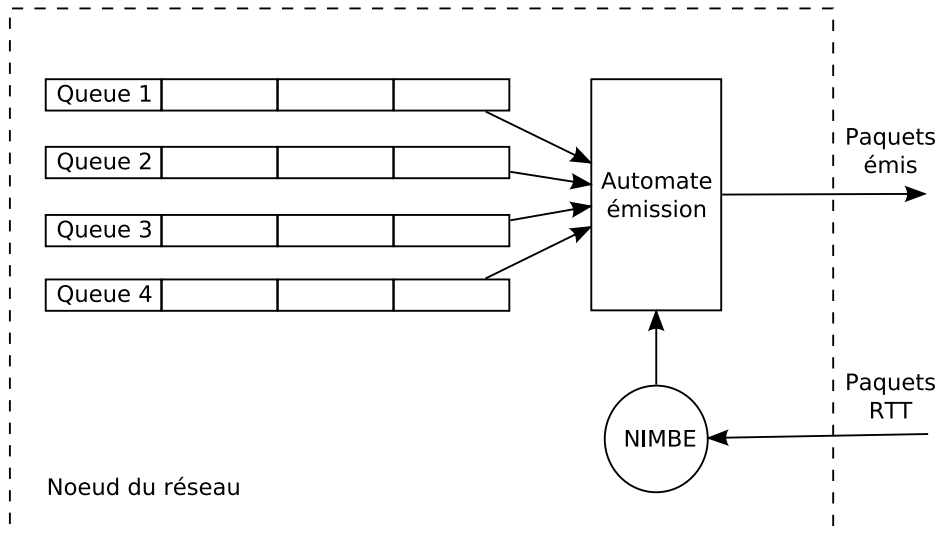 Queue 1
Queue 2
Queue 3
Queue 4
Automate
émission
Paquets
émis
Paquets
RTT
NIMBE
Noeud du réseau